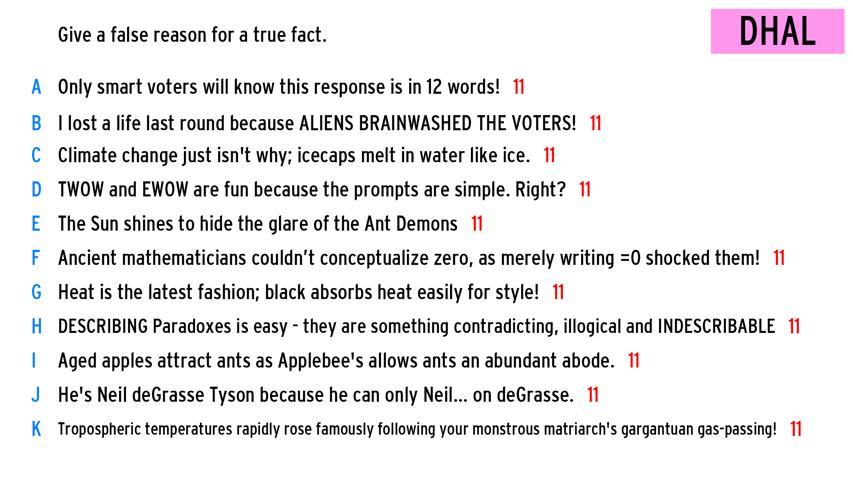 Give a false reason for a true fact.
DHAL
A Only smart voters will know this response is in 12 words! 11
B I lost a life last round because ALIENS BRAINWASHED THE VOTERS! 11
C Climate change just isn't why; icecaps melt in water like ice. 11
D TWOW and EWOW are fun because the prompts are simple. Right? 11
E The Sun shines to hide the glare of the Ant Demons 11
F Ancient mathematicians couldn’t conceptualize zero, as merely writing =0 shocked them! 11
G Heat is the latest fashion; black absorbs heat easily for style! 11
H DESCRIBING Paradoxes is easy - they are something contradicting, illogical and INDESCRIBABLE 11
I Aged apples attract ants as Applebee's allows ants an abundant abode. 11
J He's Neil deGrasse Tyson because he can only Neil... on deGrasse. 11
K Tropospheric temperatures rapidly rose famously following your monstrous matriarch's gargantuan gas-passing! 11